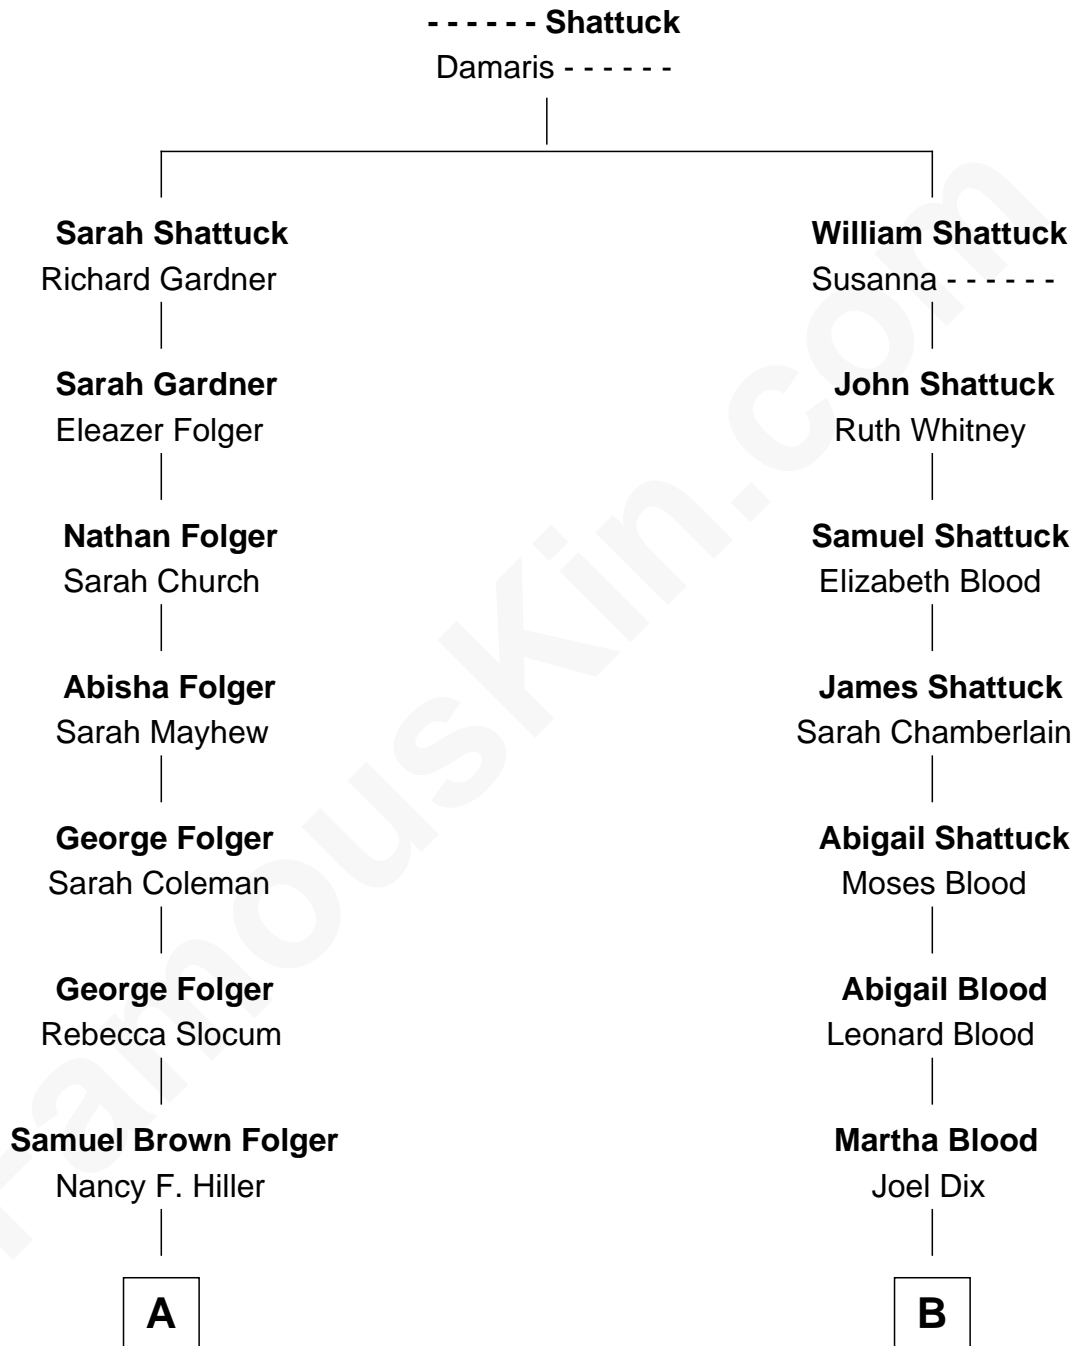 - - - - - - Shattuck
Damaris - - - - - -
Sarah Shattuck
Richard Gardner
William Shattuck
Susanna - - - - - -
Sarah Gardner
Eleazer Folger
John Shattuck
Ruth Whitney
Nathan Folger
Sarah Church
Samuel Shattuck
Elizabeth Blood
Abisha Folger
Sarah Mayhew
James Shattuck
Sarah Chamberlain
George Folger
Sarah Coleman
Abigail Shattuck
Moses Blood
George Folger
Rebecca Slocum
Abigail Blood
Leonard Blood
Samuel Brown Folger
Nancy F. Hiller
Martha Blood
Joel Dix
A
B
FamousKin.com